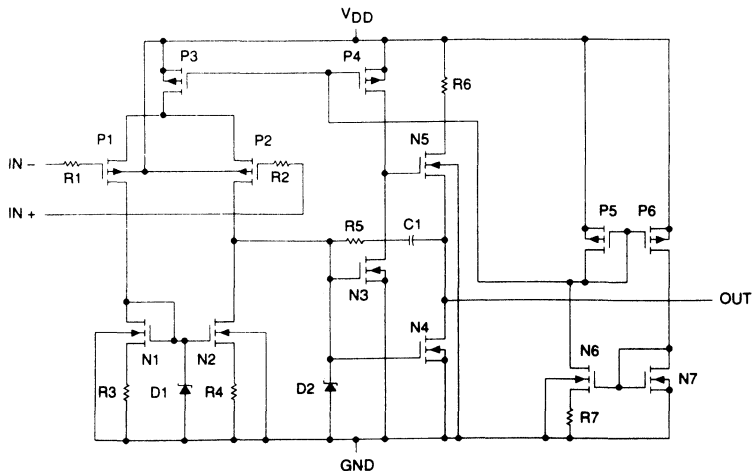 VDD
P3
P4
R6
P1
P2
N5
IN −
R1
R2
IN +
P5
P6
R5
C1
N3
OUT
N1
N2
N4
N6
N7
R3
D1
R4
D2
R7
GND